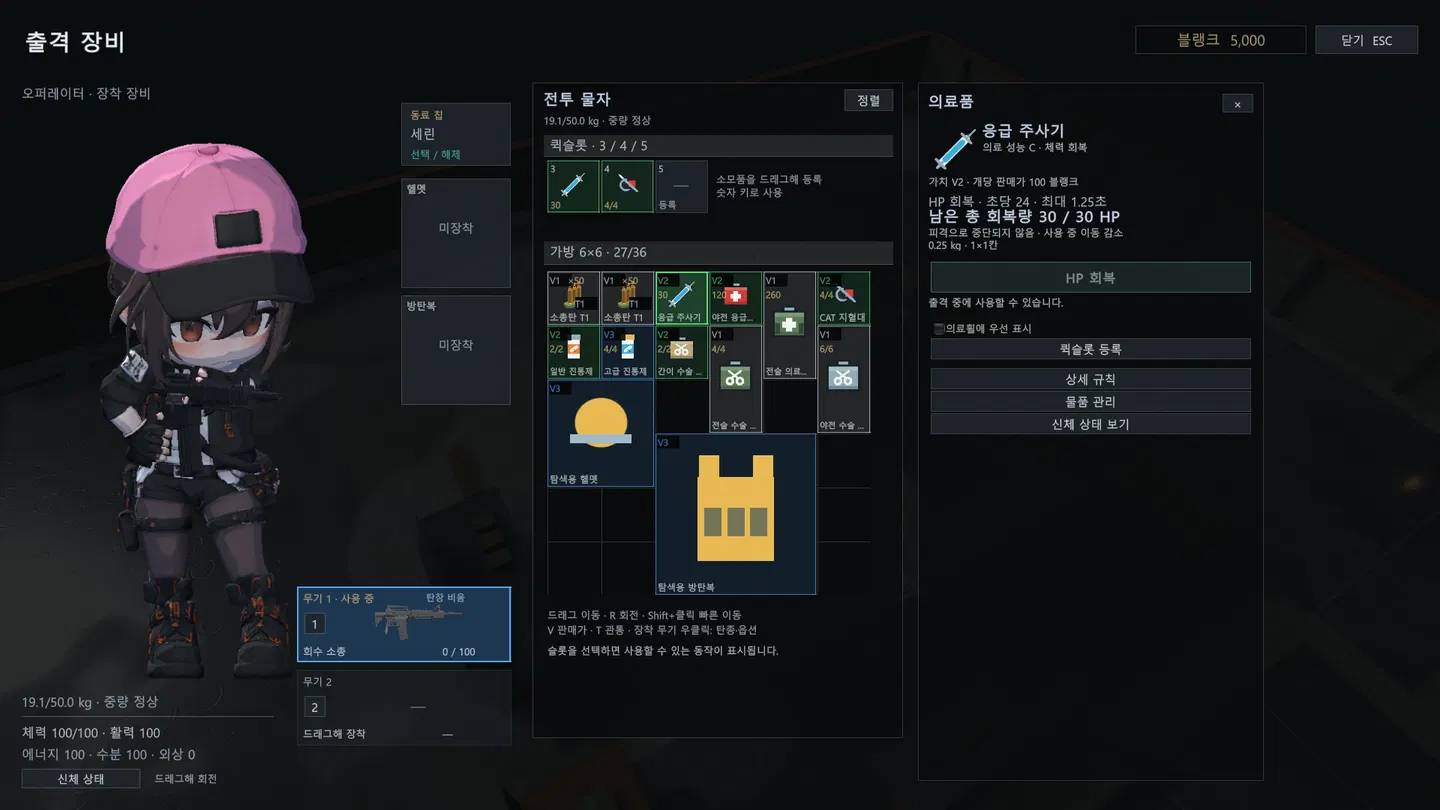 출격 장비
블랭크 5,000
닫기 ESC
오퍼레이터 · 장착 장비
동료 칩
세린
선택 / 해제
헬멧
미장착
방탄복
미장착
무기 1 · 사용 중
탄창 비움
1
회수 소총
0 / 100
무기 2
2
—
드래그해 장착
—
19.1/50.0 kg · 중량 정상
체력 100/100 · 활력 100
에너지 100 · 수분 100 · 외상 0
신체 상태
드래그해 회전
전투 물자
정렬
19.1/50.0 kg · 중량 정상
퀵슬롯 · 3 / 4 / 5
3
30
4
4/4
5
—
등록
소모품을 드래그해 등록
숫자 키로 사용
가방 6×6 · 27/36
V1 ×50
T1
소총탄 T1
V1 ×50
T1
소총탄 T1
V2
30
응급 주사기
V2
120
야전 응급...
V1
260
전술 의료...
V2
4/4
CAT 지혈대
V2
2/2
일반 진통제
V3
4/4
고급 진통제
V2
2/2
간이 수술 ...
V1
4/4
전술 수술 ...
V1
6/6
야전 수술 ...
V3
탐색용 헬멧
V3
탐색용 방탄복
드래그 이동 · R 회전 · Shift+클릭 빠른 이동
V 판매가 · T 관통 · 장착 무기 우클릭: 탄종·옵션
슬롯을 선택하면 사용할 수 있는 동작이 표시됩니다.
의료품
×
응급 주사기
의료 성능 C · 체력 회복
가치 V2 · 개당 판매가 100 블랭크
HP 회복 · 초당 24 · 최대 1.25초
남은 총 회복량 30 / 30 HP
피격으로 중단되지 않음 · 사용 중 이동 감소
0.25 kg · 1×1칸
HP 회복
출격 중에 사용할 수 있습니다.
의료휠에 우선 표시
퀵슬롯 등록
상세 규칙
물품 관리
신체 상태 보기